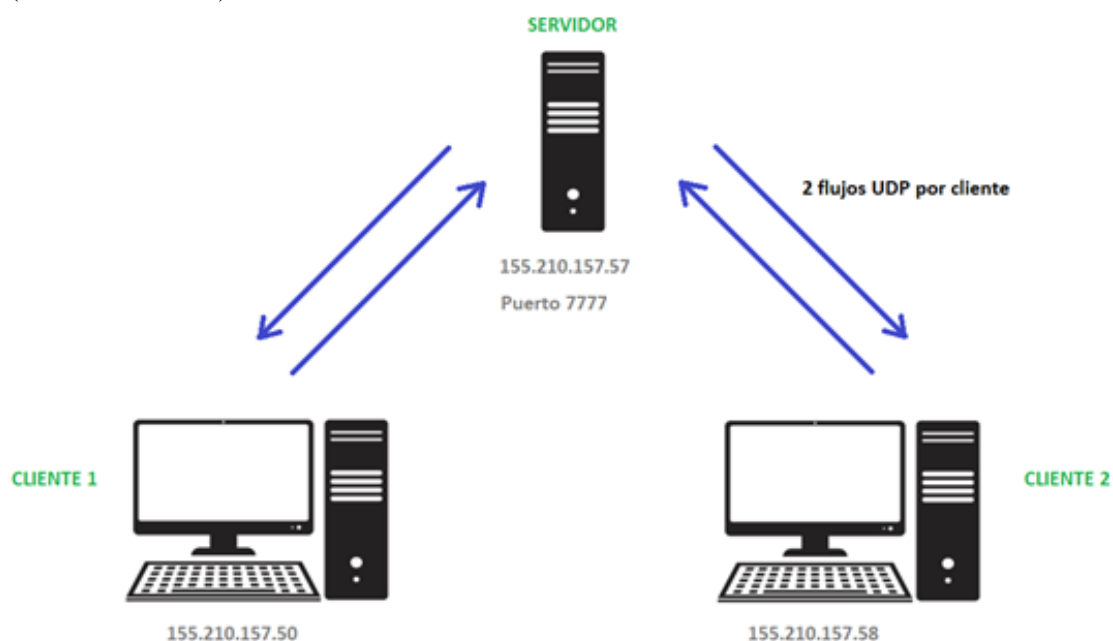 SERVIDOR
2 flujos UDP por cliente
155.210.157.57
Puerto 7777
CLIENTE 1
CLIENTE 2
155.210.157.50
155.210.157.58